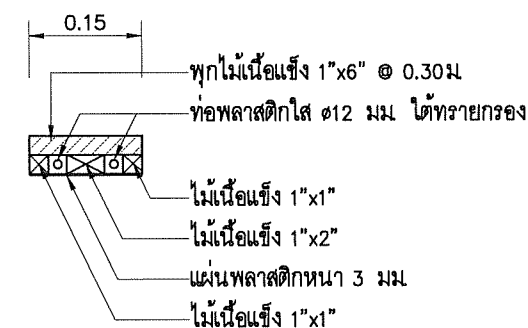 0.15
พุกไม้เนื้อแข็ง 1"x6" @ 0.30ม.
ท่อพลาสติกใส ø12 มม. ใต้ทรายกรอง
ไม้เนื้อแข็ง 1"x1"
ไม้เนื้อแข็ง 1"x2"
แผ่นพลาสติกหนา 3 มม.
ไม้เนื้อแข็ง 1"x1"